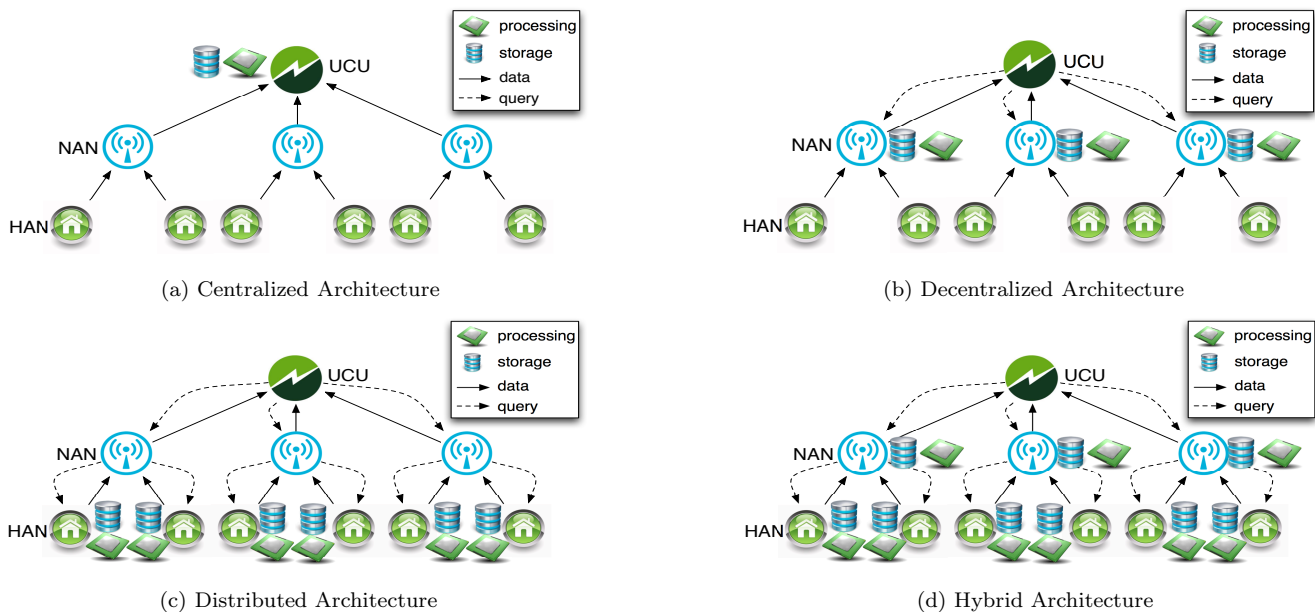 processing
storage
data
query
UCU
NAN
HAN
(a) Centralized Architecture
processing
storage
data
query
UCU
NAN
HAN
(b) Decentralized Architecture
processing
storage
data
query
UCU
NAN
HAN
(c) Distributed Architecture
processing
storage
data
query
UCU
NAN
HAN
(d) Hybrid Architecture